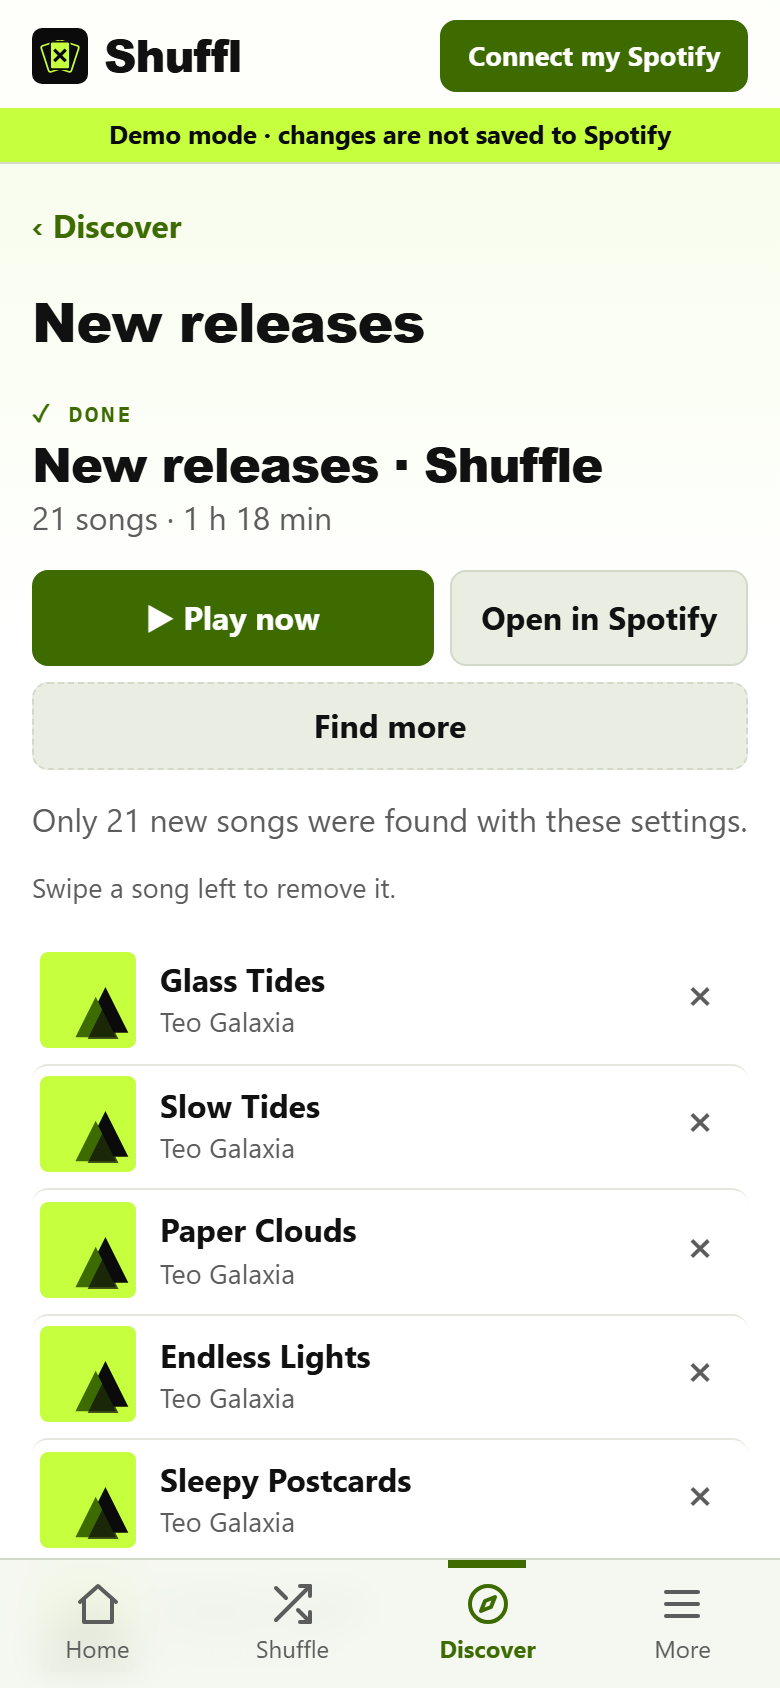 Shuffl
Connect my Spotify
Demo mode · changes are not saved to Spotify
‹ Discover
New releases
✓ DONE
New releases · Shuffle
21 songs · 1 h 18 min
▶ Play now
Open in Spotify
Find more
Only 21 new songs were found with these settings.
Swipe a song left to remove it.
Glass Tides
Teo Galaxia
×
Slow Tides
Teo Galaxia
×
Paper Clouds
Teo Galaxia
×
Endless Lights
Teo Galaxia
×
Sleepy Postcards
Teo Galaxia
×
Home
Shuffle
Discover
More